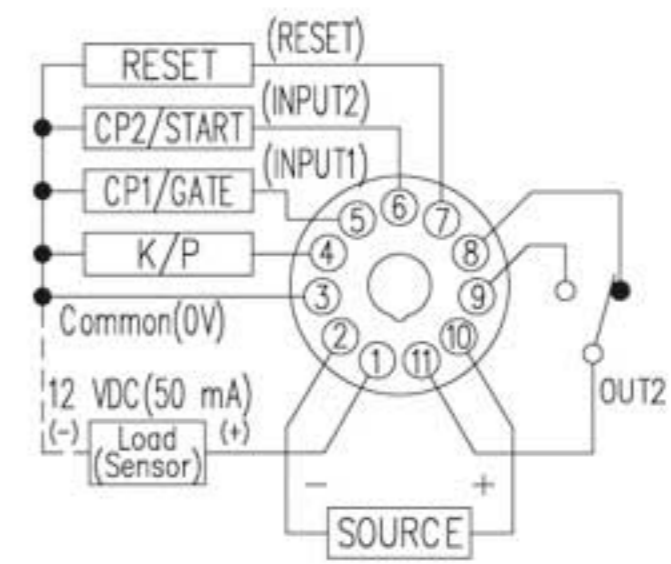 RESET (RESET)
CP2/START (INPUT2)
CP1/GATE (INPUT1)
K/P
Common(0V)
12 VDC(50 mA)
(-) Load (+)
(Sensor)
5 6 7
4 8
3 9
2 10
1 11
OUT2
- +
SOURCE